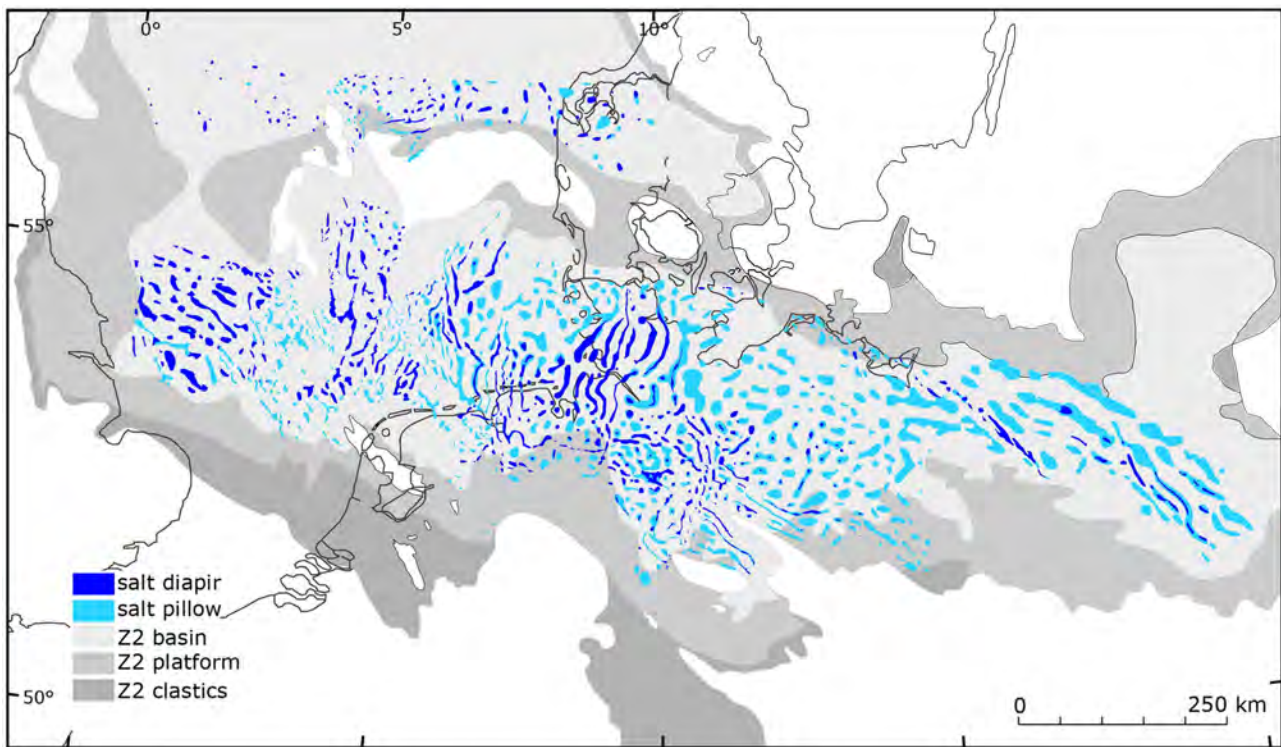 0° 5° 10°
55°
salt diapir
salt pillow
Z2 basin
Z2 platform
Z2 clastics
50°
0 250 km